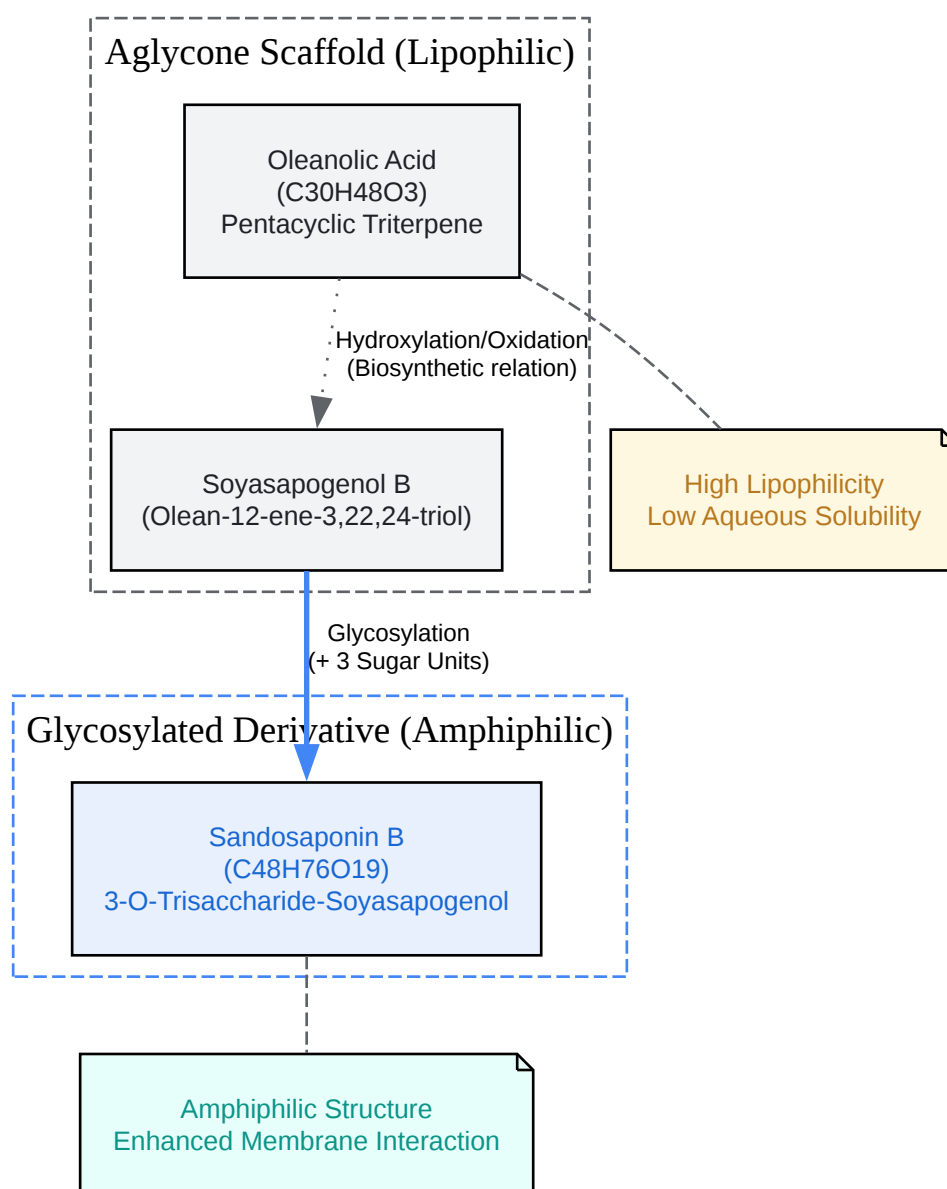 Aglycone Scaffold (Lipophilic)
Oleanolic Acid
(C30H48O3)
Pentacyclic Triterpene
Hydroxylation/Oxidation
(Biosynthetic relation)
Soyasapogenol B
(Olean-12-ene-3,22,24-triol)
High Lipophilicity
Low Aqueous Solubility
Glycosylation
(+ 3 Sugar Units)
Glycosylated Derivative (Amphiphilic)
Sandosaponin B
(C48H76O19)
3-O-Trisaccharide-Soyasapogenol
Amphiphilic Structure
Enhanced Membrane Interaction